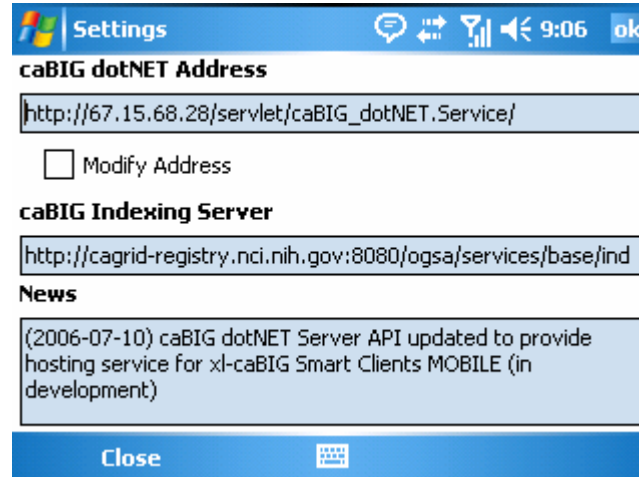 Settings 9:06 ok
caBIG dotNET Address
http://67.15.68.28/servlet/caBIG_dotNET.Service/
Modify Address
caBIG Indexing Server
http://cagrid-registry.nci.nih.gov:8080/ogsa/services/base/ind
News
(2006-07-10) caBIG dotNET Server API updated to provide
hosting service for xl-caBIG Smart Clients MOBILE (in
development)
Close